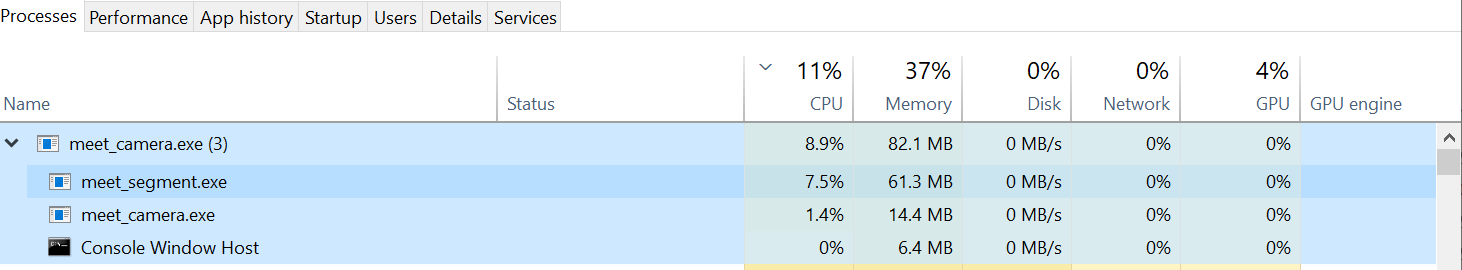 Processes Performance App history Startup Users Details Services
11% 37% 0% 0% 4%
Name Status CPU Memory Disk Network GPU GPU engine
meet_camera.exe (3) 8.9% 82.1 MB 0 MB/s 0% 0%
meet_segment.exe 7.5% 61.3 MB 0 MB/s 0% 0%
meet_camera.exe 1.4% 14.4 MB 0 MB/s 0% 0%
Console Window Host 0% 6.4 MB 0 MB/s 0% 0%